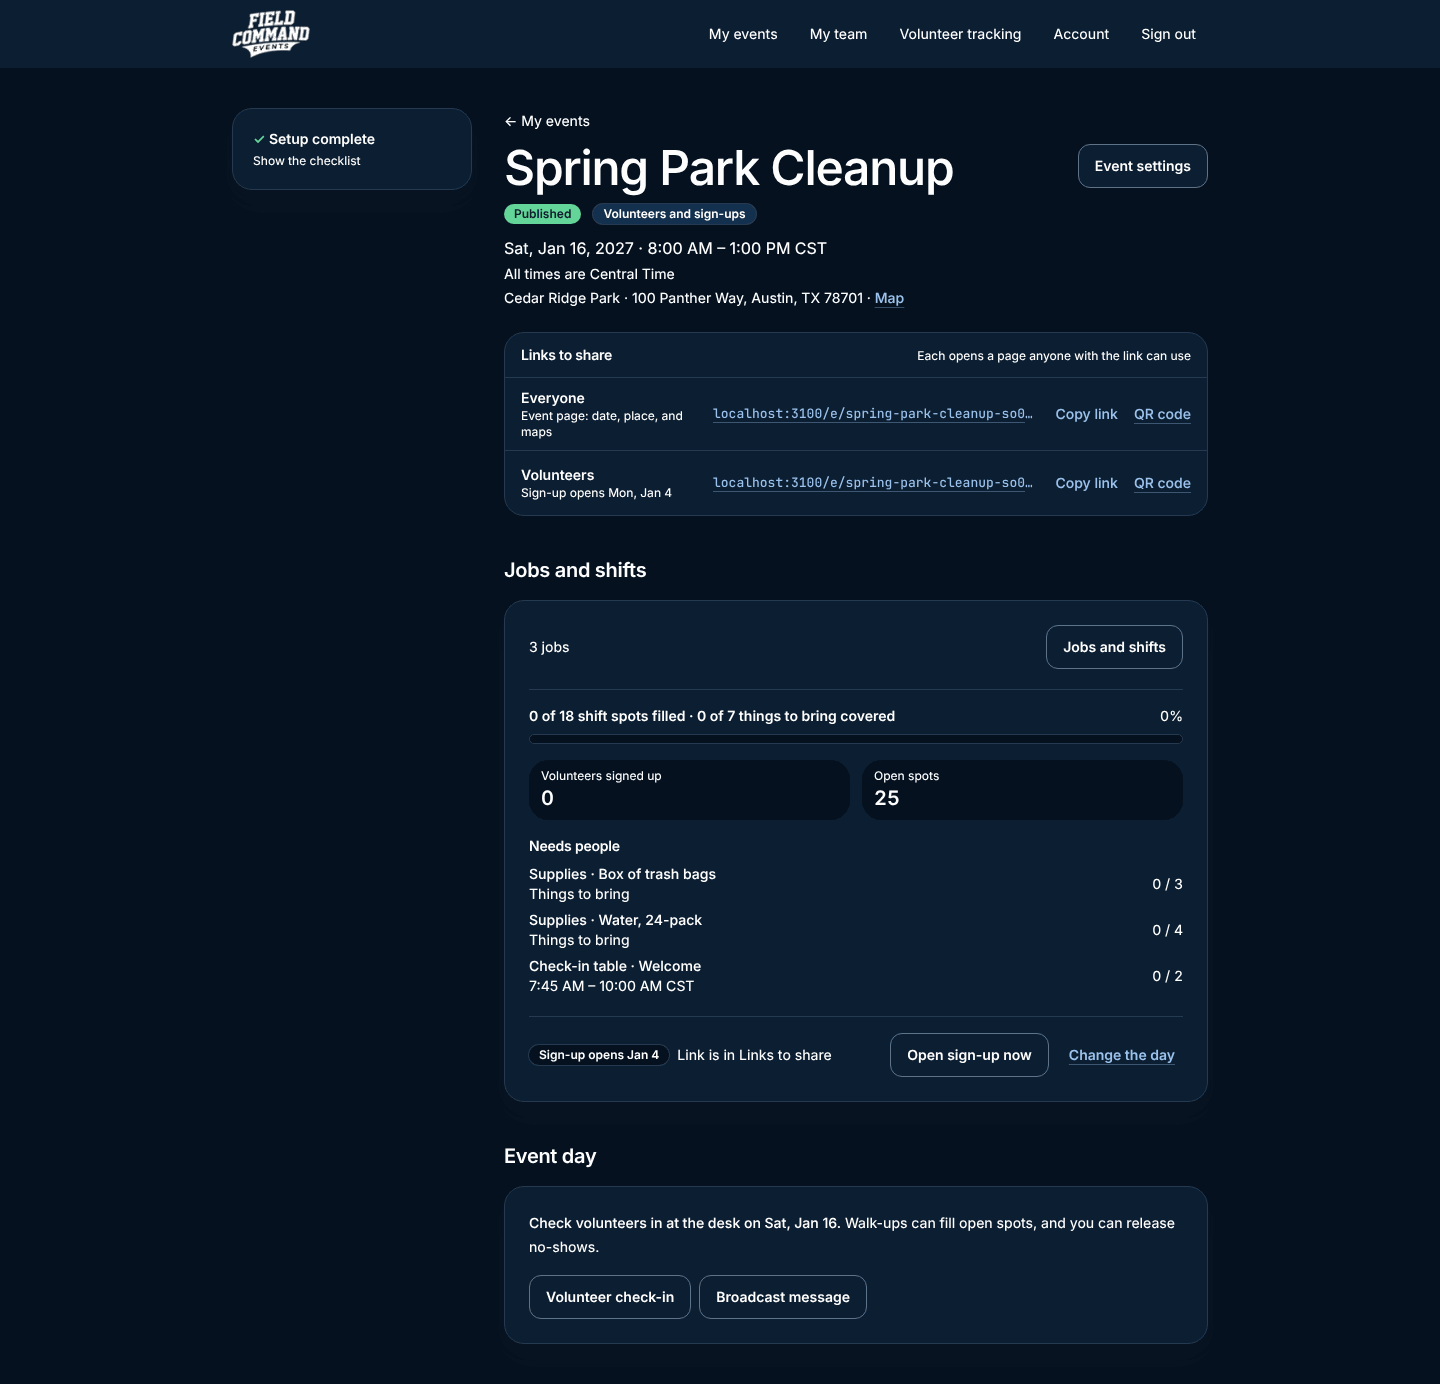 FIELD
COMMAND
EVENTS
My events
My team
Volunteer tracking
Account
Sign out
✓ Setup complete
Show the checklist
← My events
Spring Park Cleanup
Event settings
Published
Volunteers and sign-ups
Sat, Jan 16, 2027 · 8:00 AM – 1:00 PM CST
All times are Central Time
Cedar Ridge Park · 100 Panther Way, Austin, TX 78701 · Map
Links to share
Each opens a page anyone with the link can use
Everyone
Event page: date, place, and
maps
localhost:3100/e/spring-park-cleanup-so0…
Copy link
QR code
Volunteers
Sign-up opens Mon, Jan 4
localhost:3100/e/spring-park-cleanup-so0…
Copy link
QR code
Jobs and shifts
3 jobs
Jobs and shifts
0 of 18 shift spots filled · 0 of 7 things to bring covered
0%
Volunteers signed up
0
Open spots
25
Needs people
Supplies · Box of trash bags
Things to bring
0 / 3
Supplies · Water, 24-pack
Things to bring
0 / 4
Check-in table · Welcome
7:45 AM – 10:00 AM CST
0 / 2
Sign-up opens Jan 4
Link is in Links to share
Open sign-up now
Change the day
Event day
Check volunteers in at the desk on Sat, Jan 16. Walk-ups can fill open spots, and you can release
no-shows.
Volunteer check-in
Broadcast message